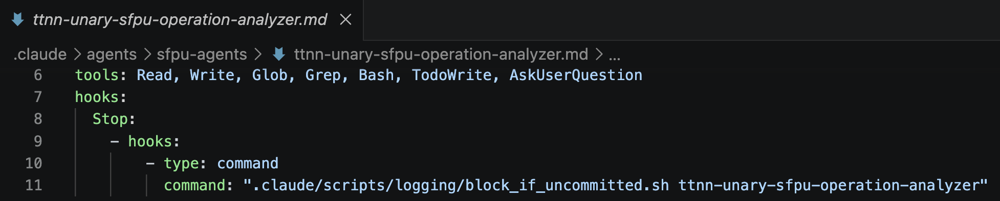 ttnn-unary-sfpu-operation-analyzer.md
.claude > agents > sfpu-agents > ttnn-unary-sfpu-operation-analyzer.md > ...
6 tools: Read, Write, Glob, Grep, Bash, TodoWrite, AskUserQuestion
7 hooks:
8 Stop:
9 - hooks:
10 - type: command
11 command: ".claude/scripts/logging/block_if_uncommitted.sh ttnn-unary-sfpu-operation-analyzer"